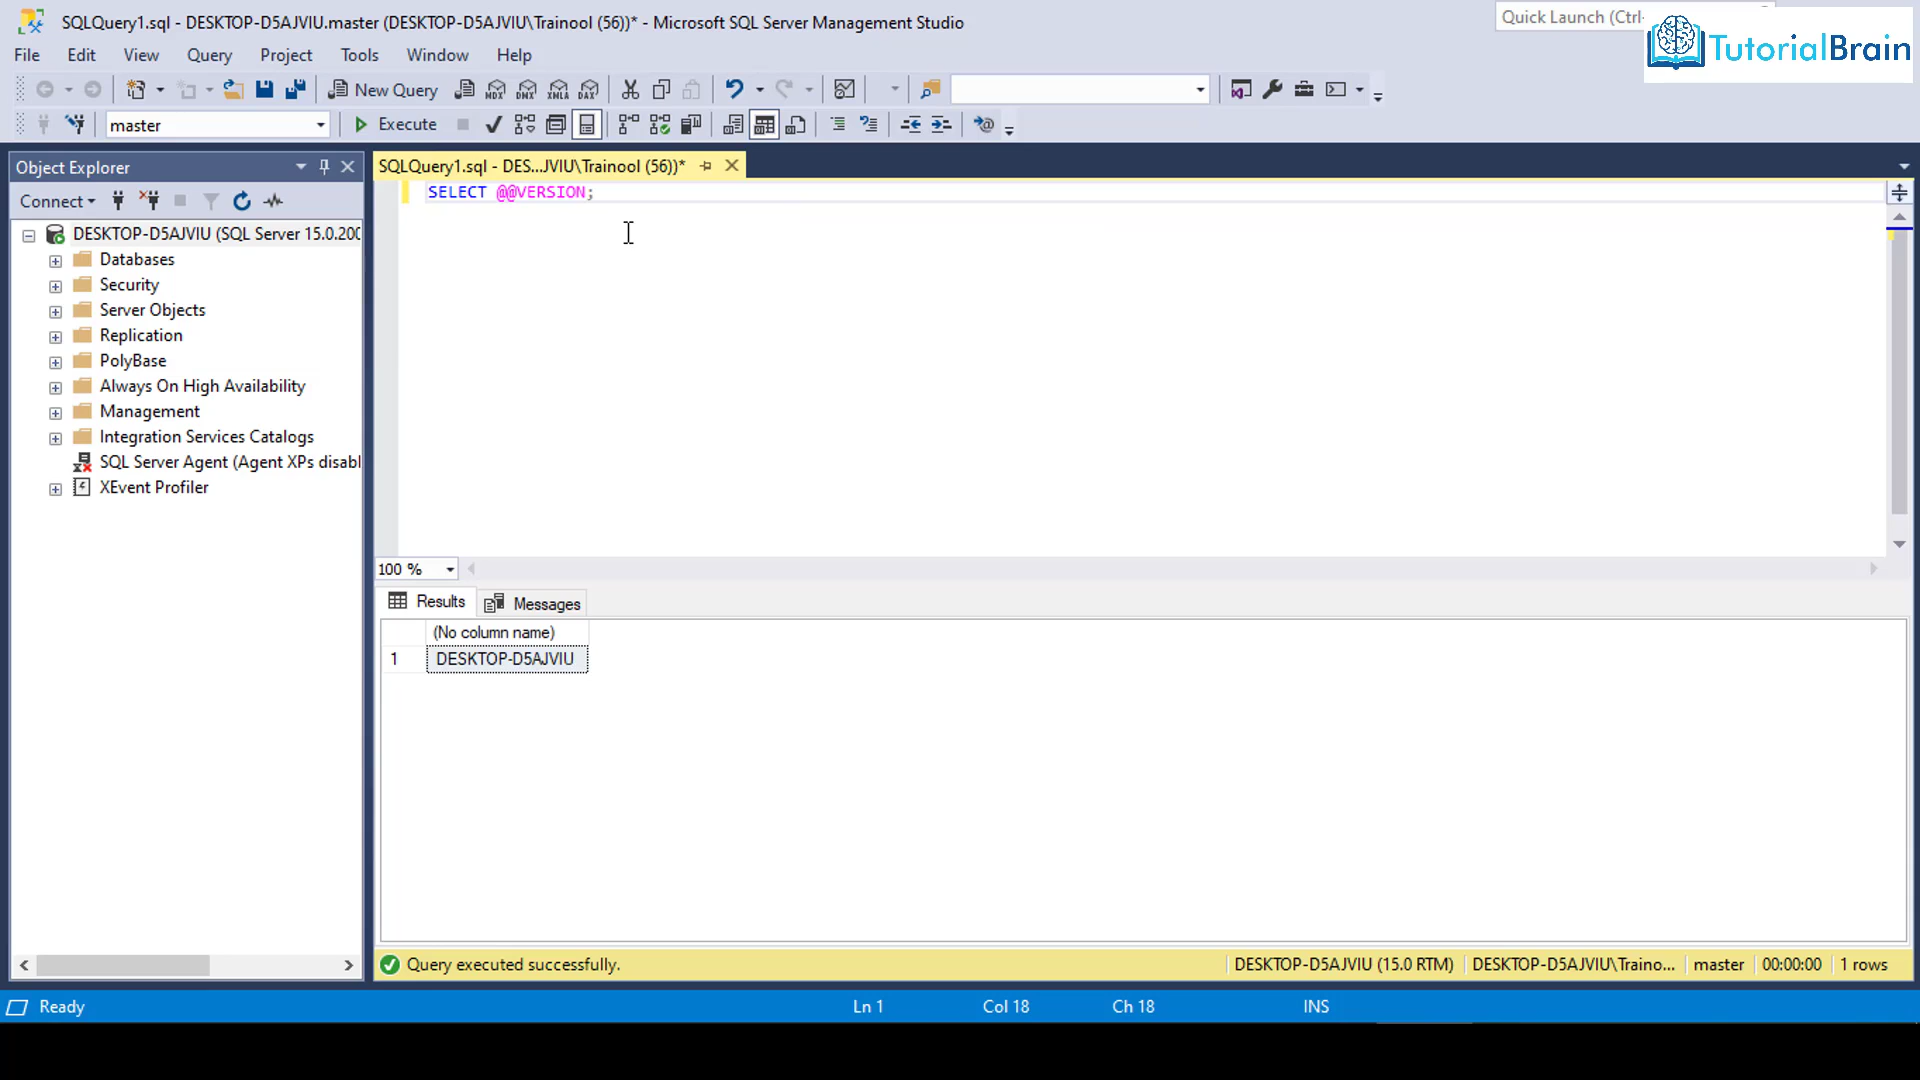 SQLQuery1.sql - DESKTOP-D5AJVIU.master (DESKTOP-D5AJVIU\Trainool (56))* - Microsoft SQL Server Management Studio
Quick Launch (Ctrl-
TutorialBrain
File Edit View Query Project Tools Window Help
New Query MDX DMX XMLA DAX
master Execute
Object Explorer
SQLQuery1.sql - DES...JVIU\Trainool (56))*
Connect
SELECT @@VERSION;
DESKTOP-D5AJVIU (SQL Server 15.0.200
Databases
Security
Server Objects
Replication
PolyBase
Always On High Availability
Management
Integration Services Catalogs
SQL Server Agent (Agent XPs disabl
XEvent Profiler
100 %
Results Messages
(No column name)
1 DESKTOP-D5AJVIU
Query executed successfully.
DESKTOP-D5AJVIU (15.0 RTM) DESKTOP-D5AJVIU\Traino... master 00:00:00 1 rows
Ready Ln 1 Col 18 Ch 18 INS